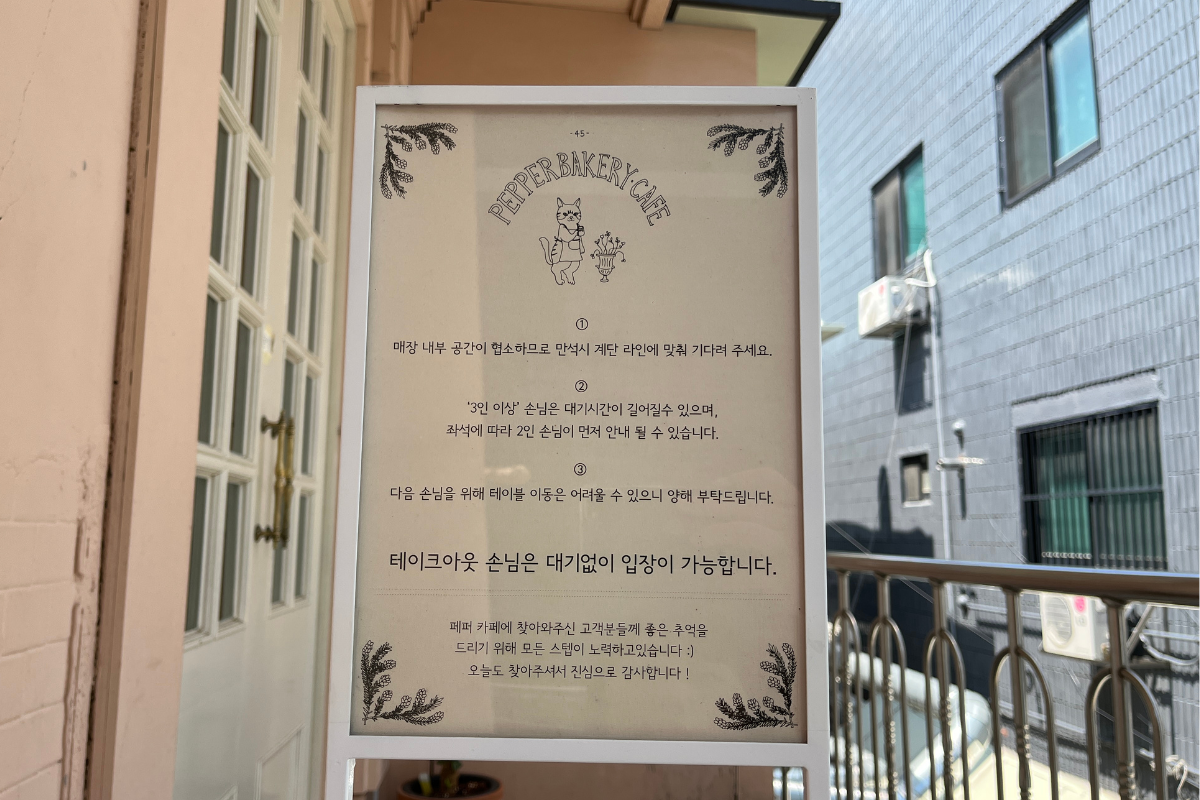 -45-
PEPPER BAKERY·CAFE
①
매장 내부 공간이 협소하므로 만석시 계단 라인에 맞춰 기다려 주세요.
②
‘3인 이상’ 손님은 대기시간이 길어질수 있으며,
좌석에 따라 2인 손님이 먼저 안내 될 수 있습니다.
③
다음 손님을 위해 테이블 이동은 어려울 수 있으니 양해 부탁드립니다.
테이크아웃 손님은 대기없이 입장이 가능합니다.
페퍼 카페에 찾아와주신 고객분들께 좋은 추억을
드리기 위해 모든 스텝이 노력하고있습니다 :)
오늘도 찾아주셔서 진심으로 감사합니다 !